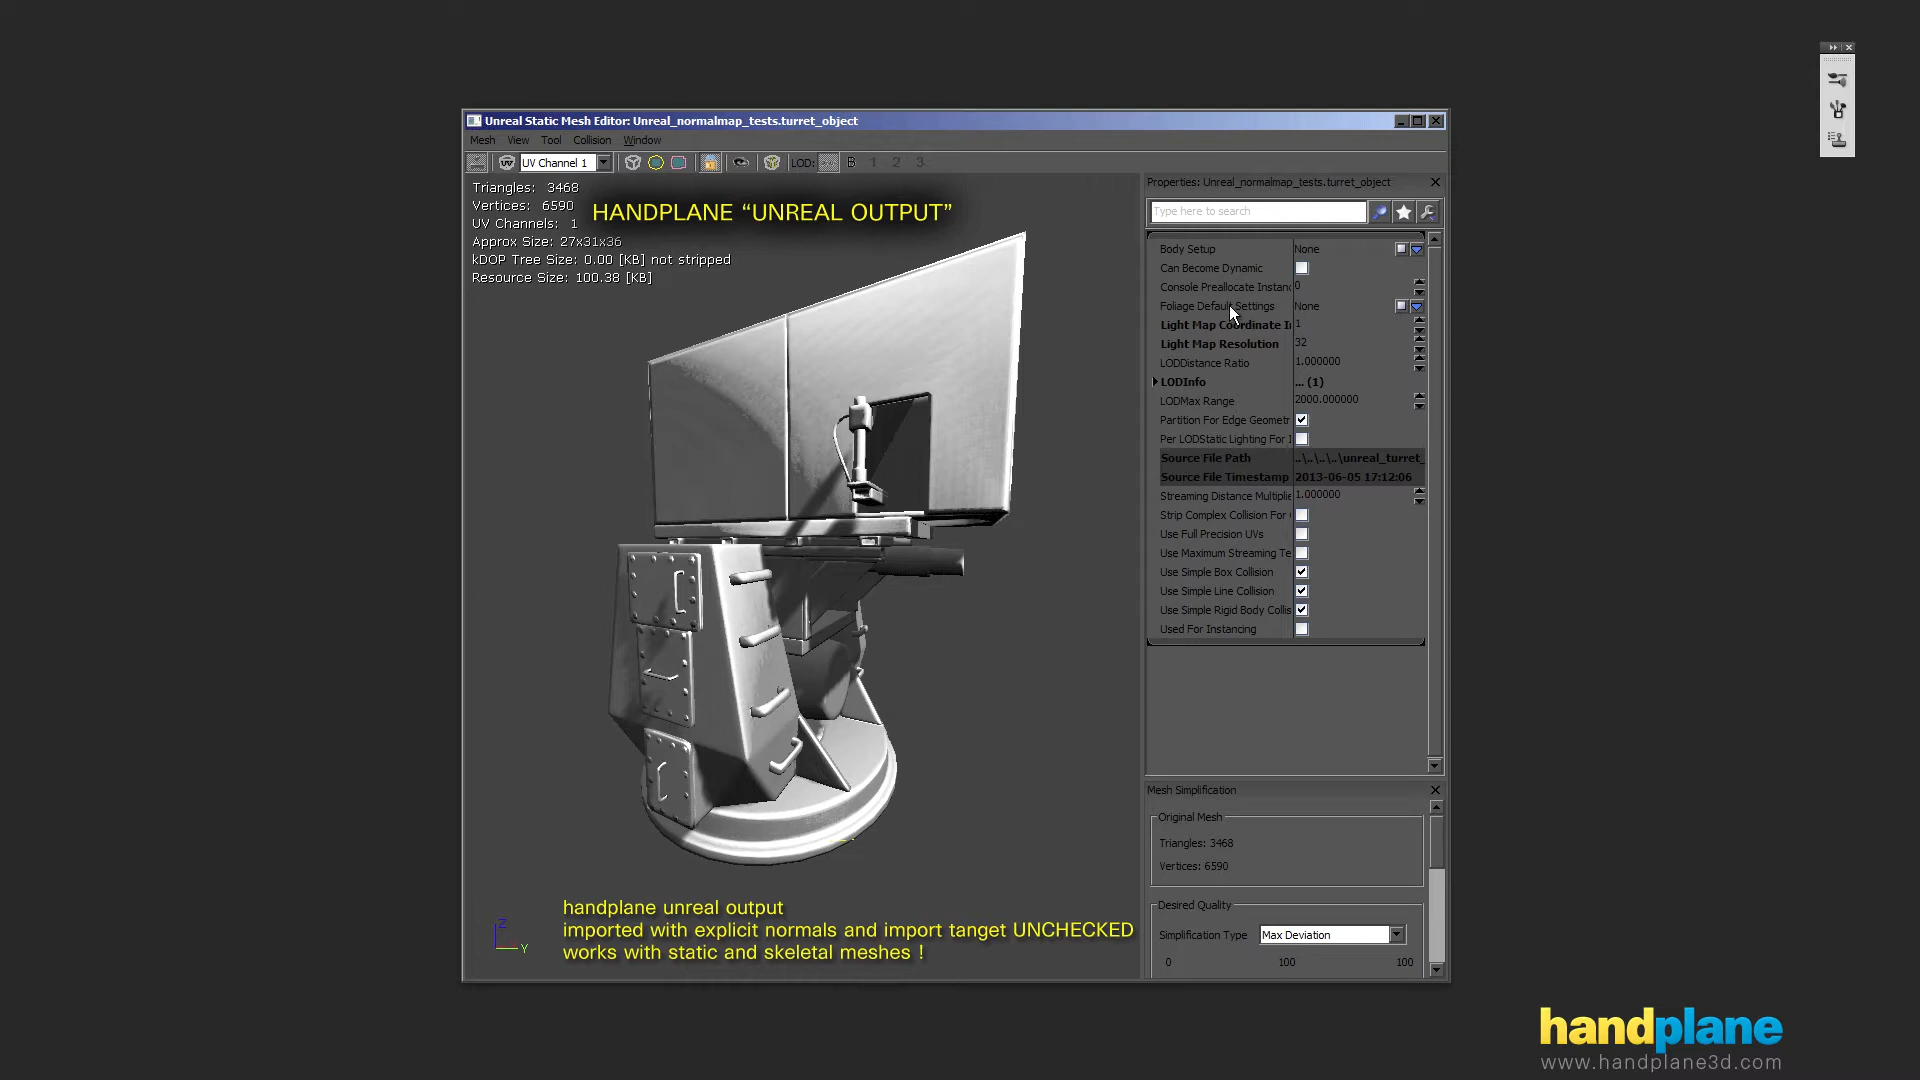 Unreal Static Mesh Editor: Unreal_normalmap_tests.turret_object
Mesh View Tool Collision Window
UV Channel 1 LOD: B 1 2 3
Triangles: 3468
Vertices: 6590
UV Channels: 1
Approx Size: 27x31x36
kDOP Tree Size: 0.00 [KB] not stripped
Resource Size: 100.38 [KB]
HANDPLANE “UNREAL OUTPUT”
Properties: Unreal_normalmap_tests.turret_object
Type here to search
Body Setup None
Can Become Dynamic
Console Preallocate Instanc 0
Foliage Default Settings None
Light Map Coordinate I 1
Light Map Resolution 32
LODDistance Ratio 1.000000
LODInfo ... (1)
LODMax Range 2000.000000
Partition For Edge Geometr
Per LODStatic Lighting For I
Source File Path ..\..\..\..\unreal_turret_
Source File Timestamp 2013-06-05 17:12:06
Streaming Distance Multiplie 1.000000
Strip Complex Collision For
Use Full Precision UVs
Use Maximum Streaming Te
Use Simple Box Collision
Use Simple Line Collision
Use Simple Rigid Body Collis
Used For Instancing
Mesh Simplification
Original Mesh
Triangles: 3468
Vertices: 6590
Desired Quality
Simplification Type Max Deviation
0 100 100
Z
Y
handplane unreal output
imported with explicit normals and import tanget UNCHECKED
works with static and skeletal meshes !
handplane
www.handplane3d.com